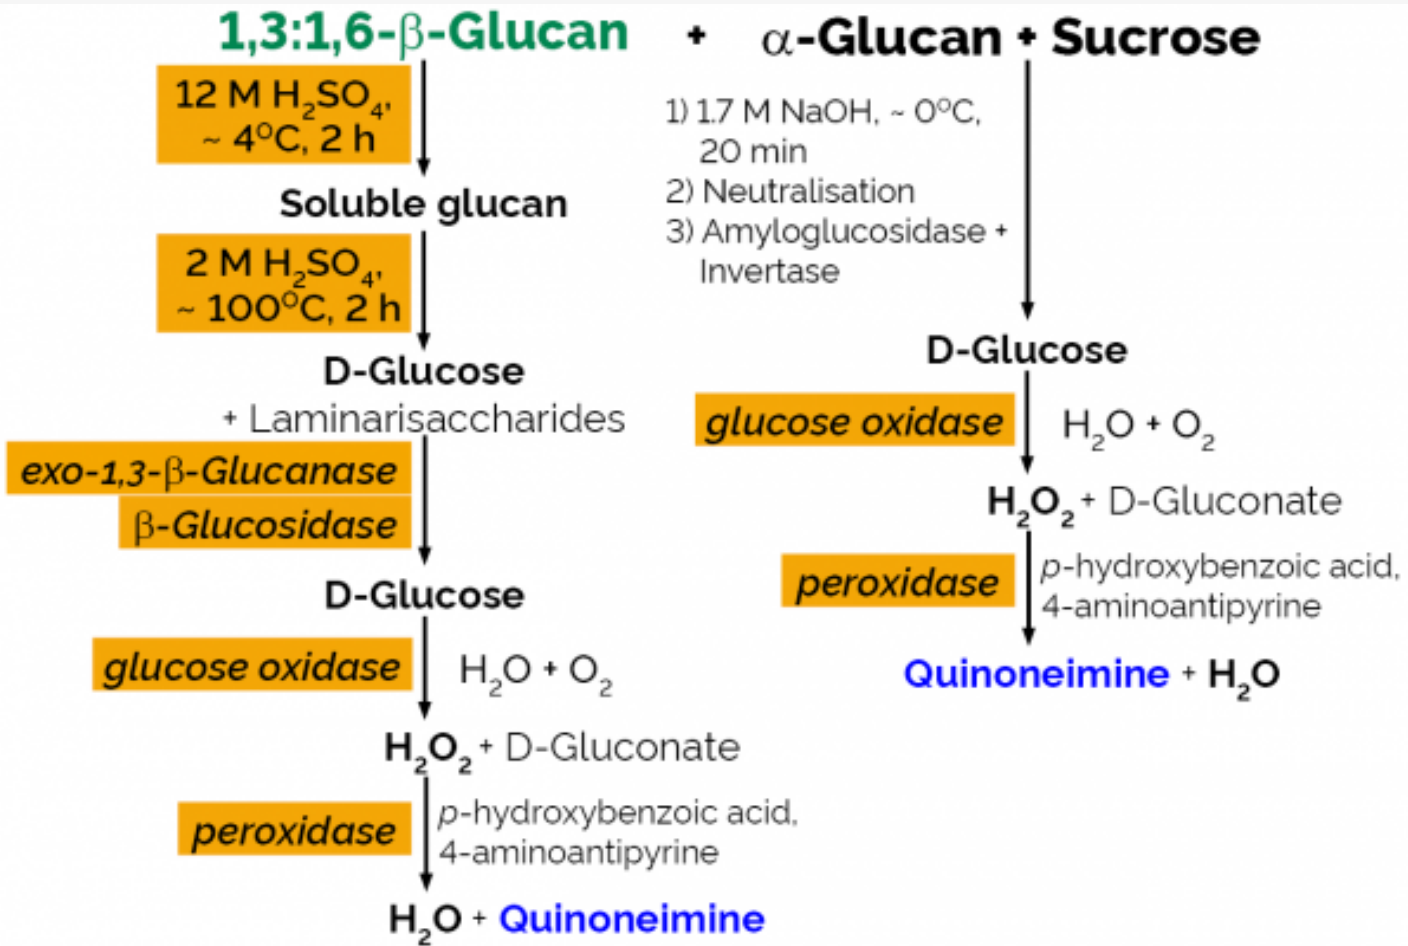 1,3:1,6-β-Glucan + α-Glucan + Sucrose
12 M H₂SO₄,
~ 4ºC, 2 h
Soluble glucan
2 M H₂SO₄,
~ 100ºC, 2 h
D-Glucose
+ Laminarisaccharides
exo-1,3-β-Glucanase
β-Glucosidase
D-Glucose
glucose oxidase
H₂O + O₂
H₂O₂ + D-Gluconate
peroxidase
p-hydroxybenzoic acid,
4-aminoantipyrine
H₂O + Quinoneimine
1) 1.7 M NaOH, ~ 0ºC,
20 min
2) Neutralisation
3) Amyloglucosidase +
Invertase
D-Glucose
glucose oxidase
H₂O + O₂
H₂O₂ + D-Gluconate
peroxidase
p-hydroxybenzoic acid,
4-aminoantipyrine
Quinoneimine + H₂O